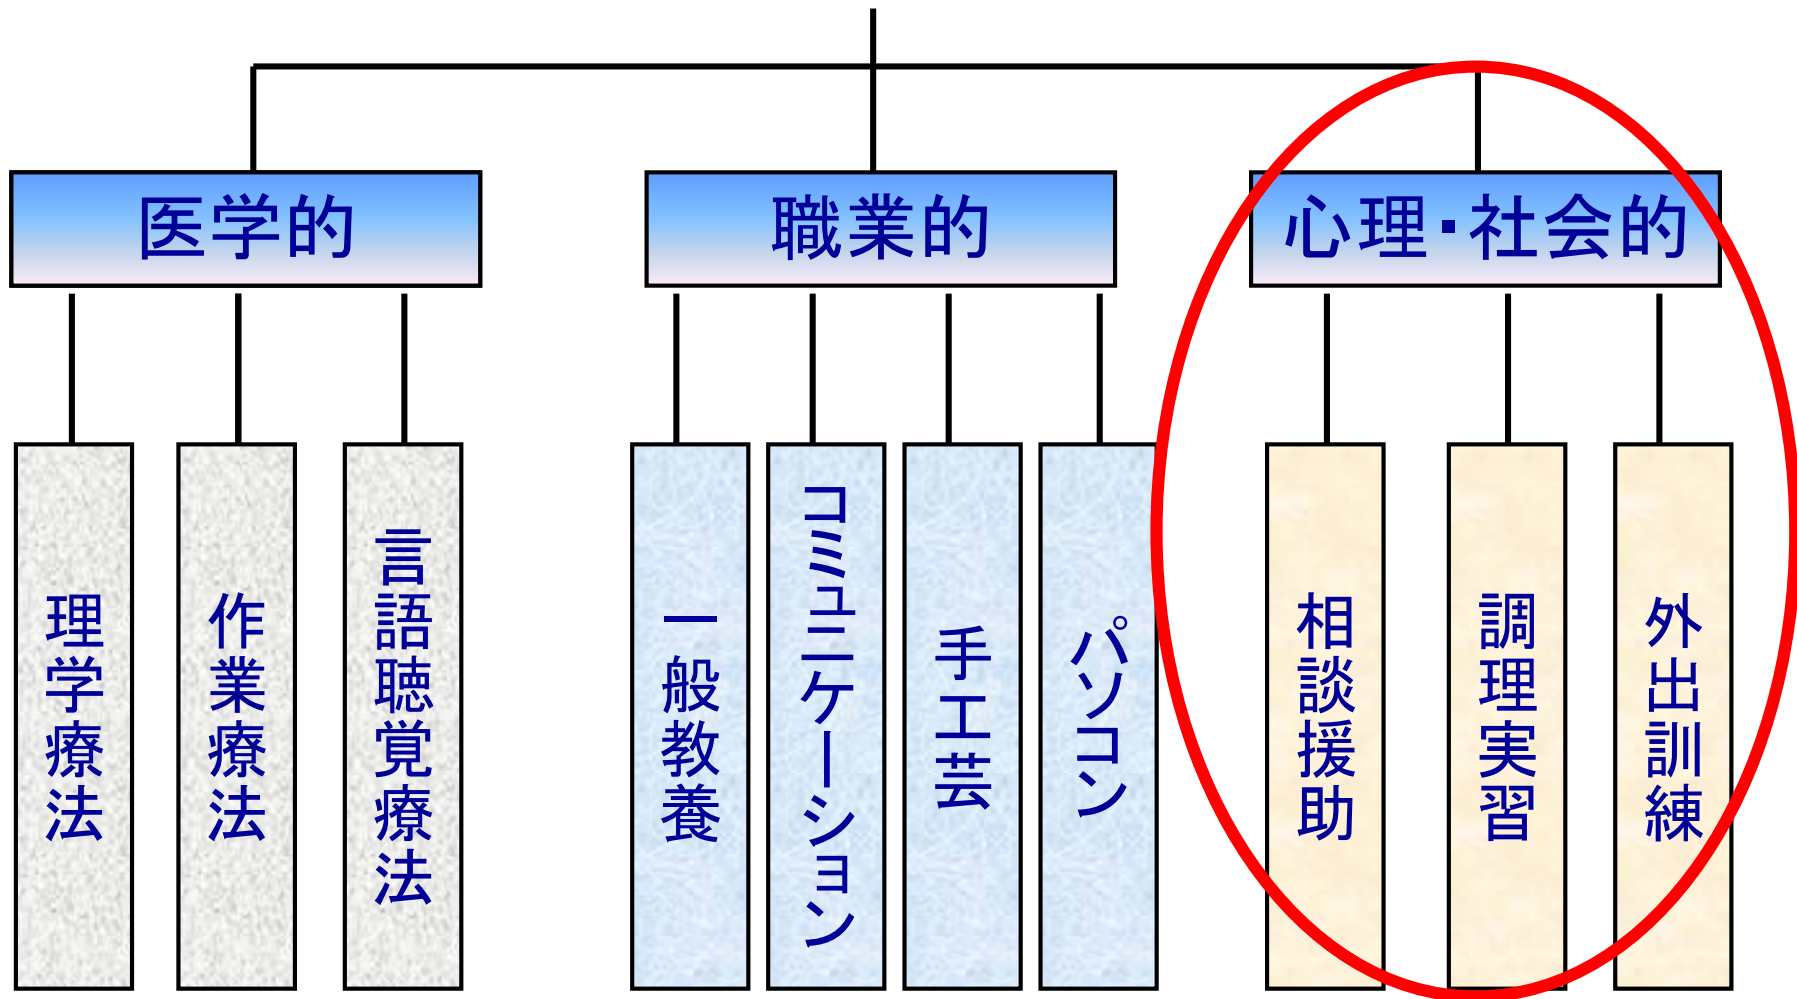 医学的
職業的
心理・社会的
理学療法
作業療法
言語聴覚療法
一般教養
コミュニケーション
手工芸
パソコン
相談援助
調理実習
外出訓練